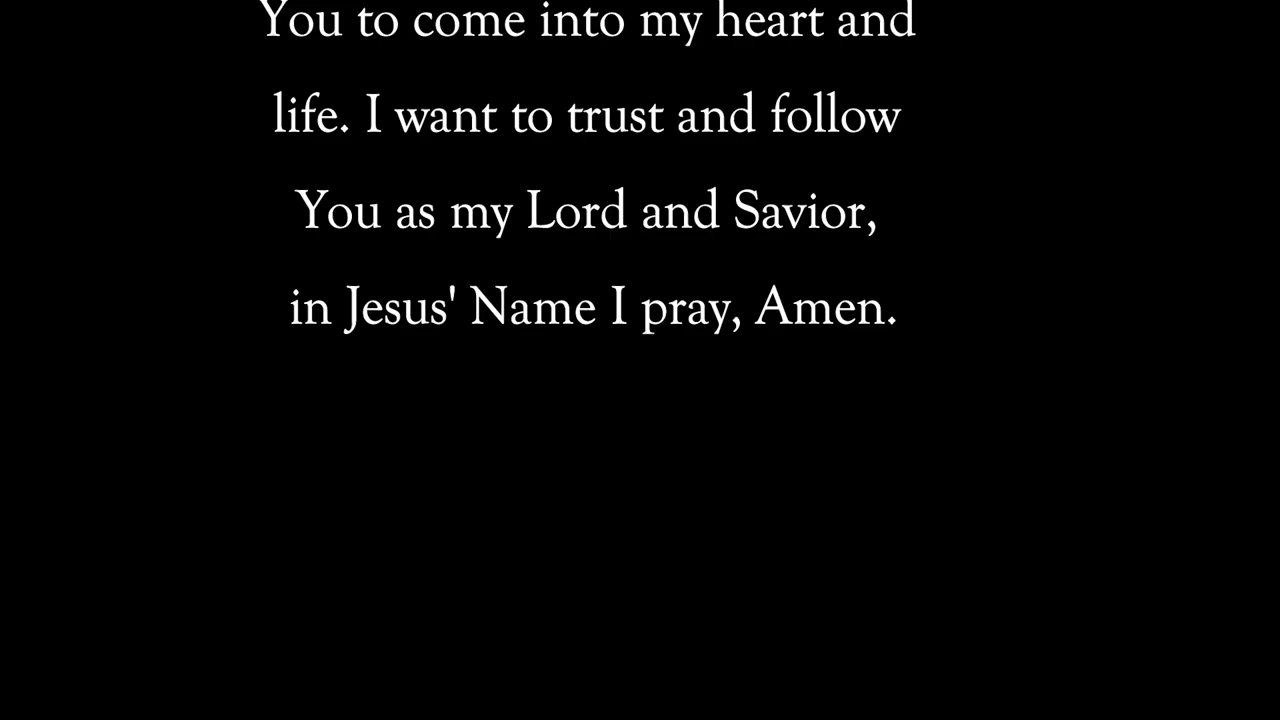 You to come into my heart and
life. I want to trust and follow
You as my Lord and Savior,
in Jesus' Name I pray, Amen.